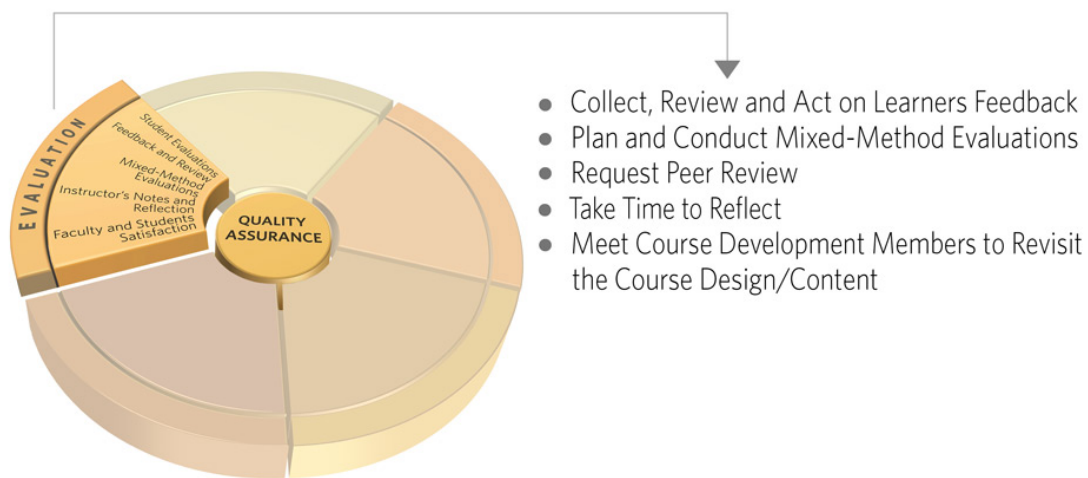 EVALUATION
Student Evaluations
Feedback and Review
Mixed-Method
Evaluations
Instructor's Notes and
Reflection
Faculty and Students
Satisfaction
QUALITY
ASSURANCE
Collect, Review and Act on Learners Feedback
Plan and Conduct Mixed-Method Evaluations
Request Peer Review
Take Time to Reflect
Meet Course Development Members to Revisit
the Course Design/Content